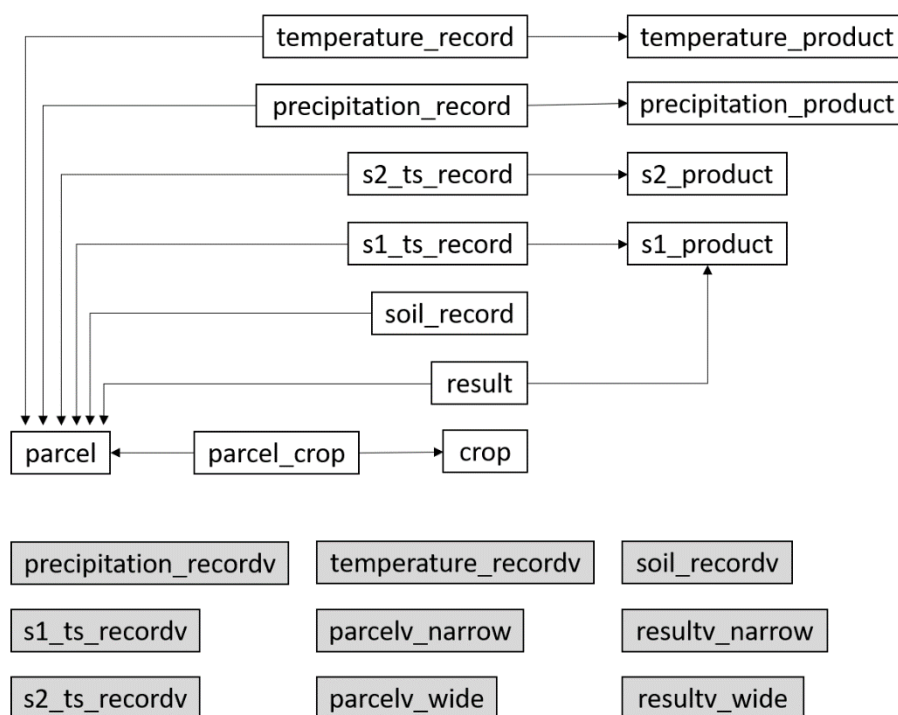 temperature_record temperature_product
precipitation_record precipitation_product
s2_ts_record s2_product
s1_ts_record s1_product
soil_record
result
parcel parcel_crop crop
precipitation_recordv temperature_recordv soil_recordv
s1_ts_recordv parcelv_narrow resultv_narrow
s2_ts_recordv parcelv_wide resultv_wide